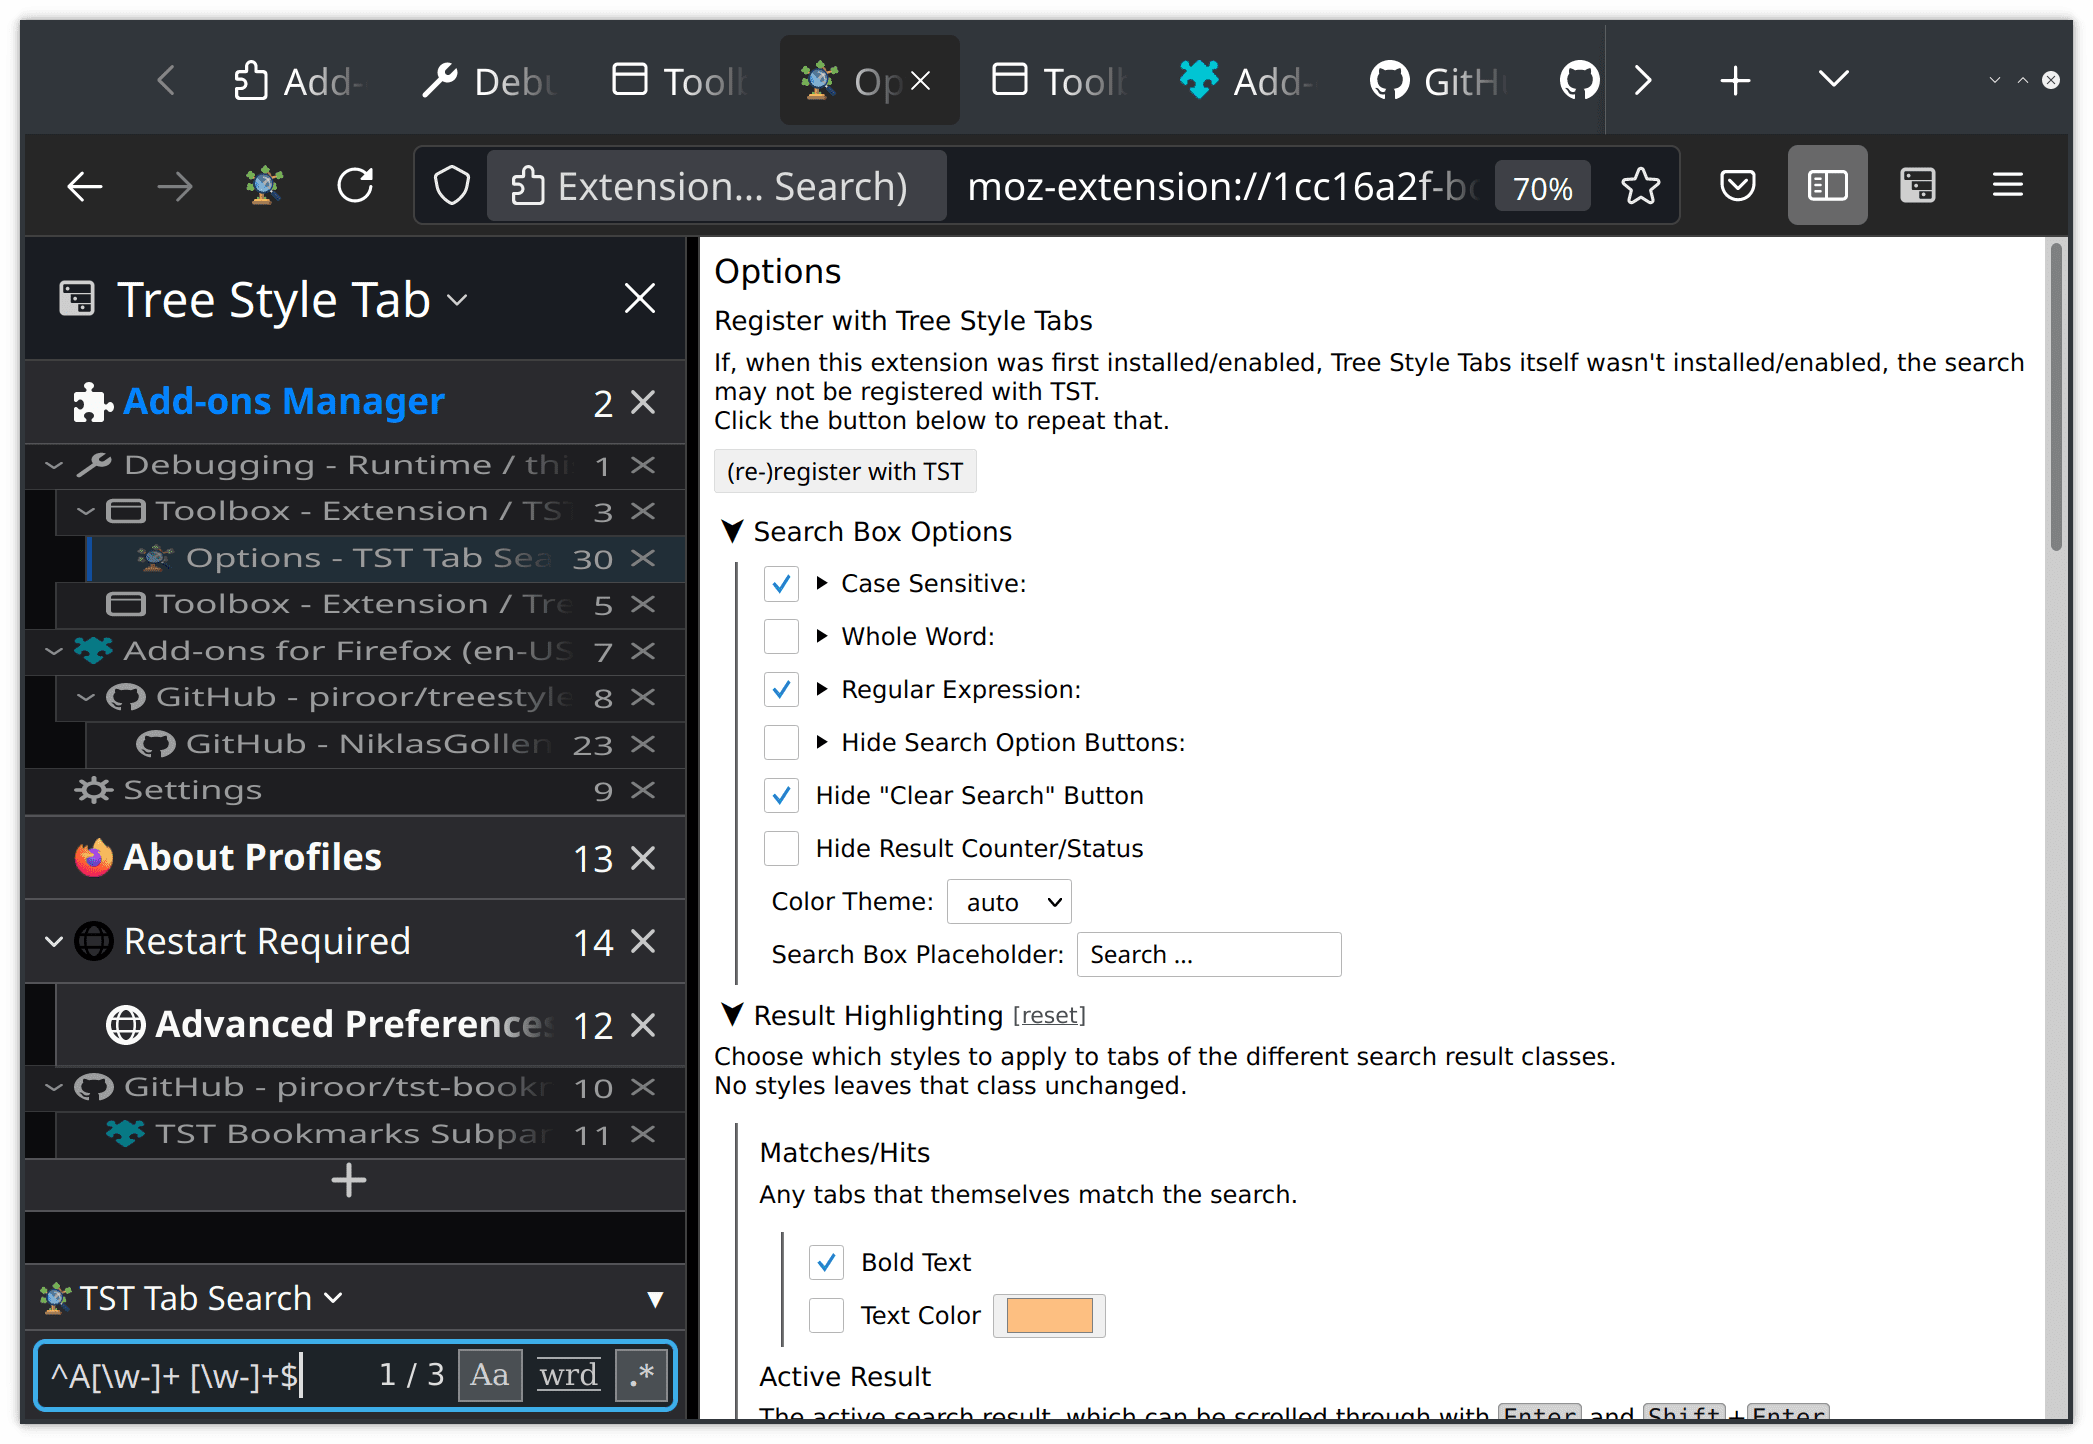 Add-
Debu
Toolb
Op
Toolb
Add-
GitHu
Extension... Search)
moz-extension://1cc16a2f-bc
70%
Tree Style Tab
Add-ons Manager 2
Debugging - Runtime / thi 1
Toolbox - Extension / TST 3
Options - TST Tab Sea 30
Toolbox - Extension / Tre 5
Add-ons for Firefox (en-US 7
GitHub - piroor/treestyle 8
GitHub - NiklasGollen 23
Settings 9
About Profiles 13
Restart Required 14
Advanced Preferences 12
GitHub - piroor/tst-bookm 10
TST Bookmarks Subpan 11
TST Tab Search
^A[\w-]+ [\w-]+$ 1 / 3 Aa wrd .*
Options
Register with Tree Style Tabs
If, when this extension was first installed/enabled, Tree Style Tabs itself wasn't installed/enabled, the search
may not be registered with TST.
Click the button below to repeat that.
(re-)register with TST
Search Box Options
Case Sensitive:
Whole Word:
Regular Expression:
Hide Search Option Buttons:
Hide "Clear Search" Button
Hide Result Counter/Status
Color Theme: auto
Search Box Placeholder: Search ...
Result Highlighting [reset]
Choose which styles to apply to tabs of the different search result classes.
No styles leaves that class unchanged.
Matches/Hits
Any tabs that themselves match the search.
Bold Text
Text Color
Active Result
The active search result, which can be scrolled through with Enter and Shift+Enter